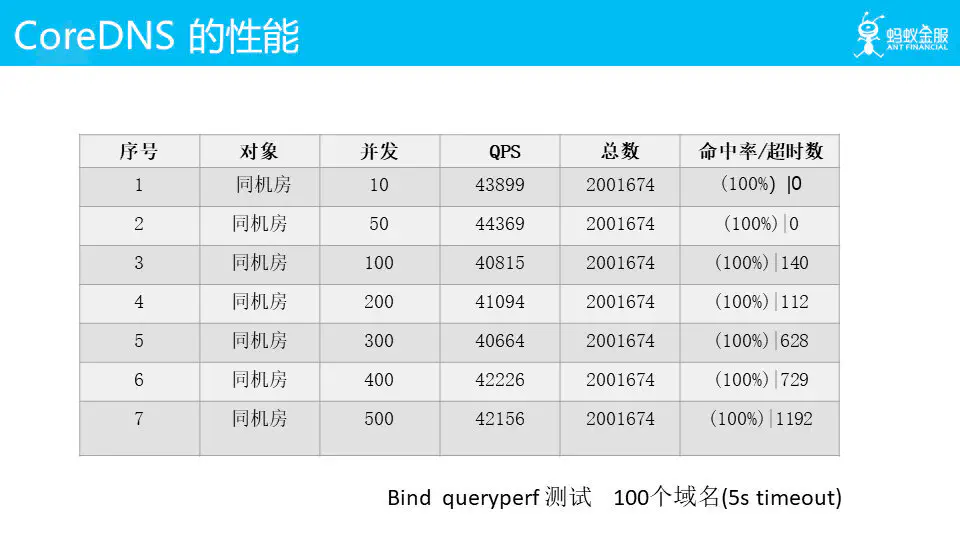 CoreDNS 的性能
蚂蚁金服
ANT FINANCIAL
序号 对象 并发 QPS 总数 命中率/超时数
1 同机房 10 43899 2001674 (100%) |0
2 同机房 50 44369 2001674 (100%)|0
3 同机房 100 40815 2001674 (100%)|140
4 同机房 200 41094 2001674 (100%)|112
5 同机房 300 40664 2001674 (100%)|628
6 同机房 400 42226 2001674 (100%)|729
7 同机房 500 42156 2001674 (100%)|1192
Bind queryperf 测试 100个域名(5s timeout)